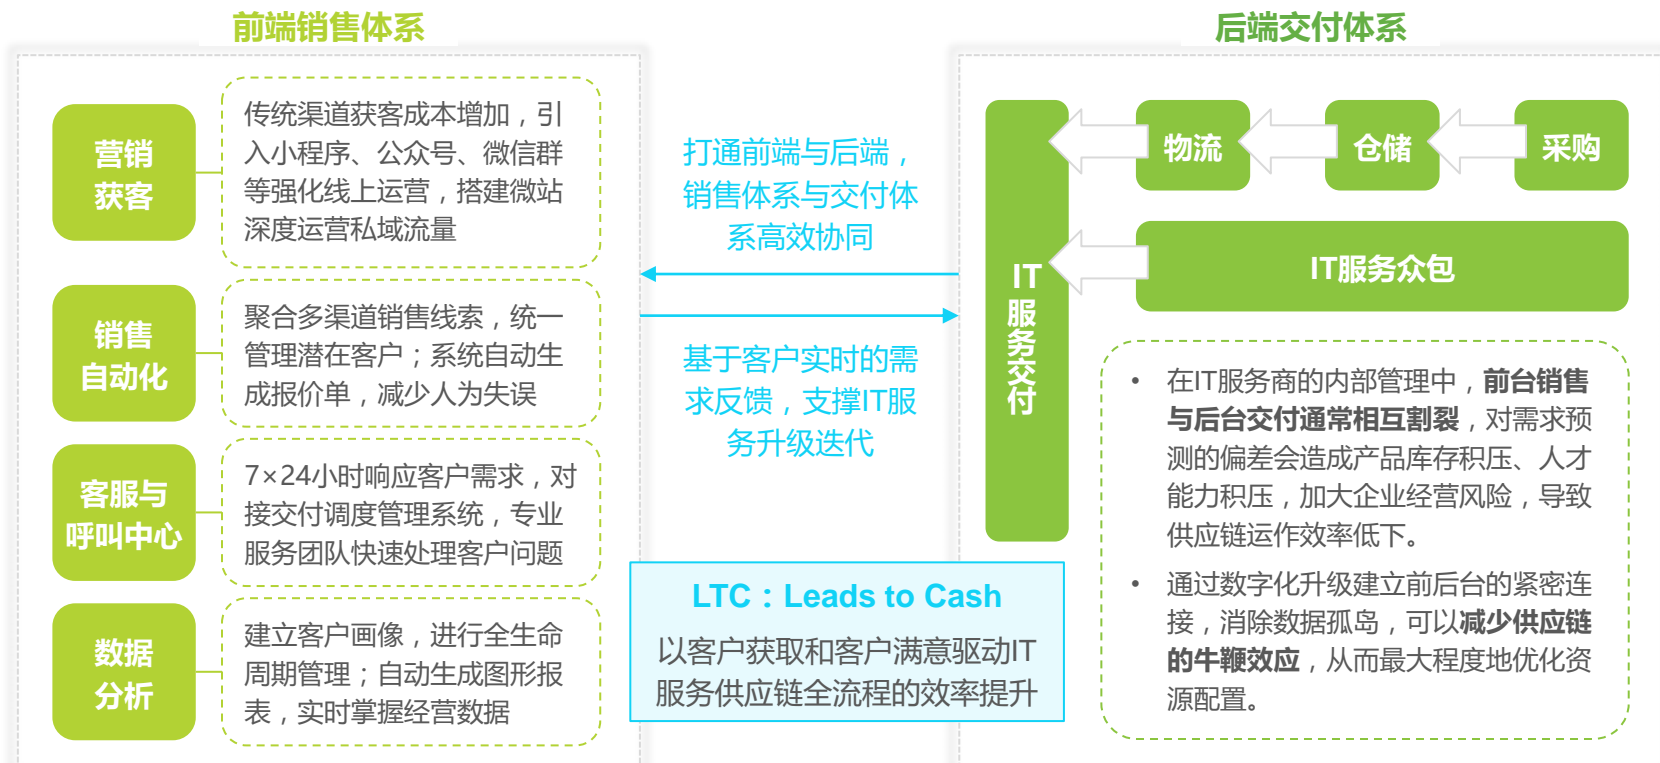 前端销售体系
营销
获客
传统渠道获客成本增加，引
入小程序、公众号、微信群
等强化线上运营，搭建微站
深度运营私域流量
销售
自动化
聚合多渠道销售线索，统一
管理潜在客户；系统自动生
成报价单，减少人为失误
客服与
呼叫中心
7×24小时响应客户需求，对
接交付调度管理系统，专业
服务团队快速处理客户问题
数据
分析
建立客户画像，进行全生命
周期管理；自动生成图形报
表，实时掌握经营数据
打通前端与后端，
销售体系与交付体
系高效协同
基于客户实时的需
求反馈，支撑IT服
务升级迭代
LTC：Leads to Cash
以客户获取和客户满意驱动IT
服务供应链全流程的效率提升
后端交付体系
IT
服
务
交
付
物流
仓储
采购
IT服务众包
• 在IT服务商的内部管理中，前台销售
与后台交付通常相互割裂，对需求预
测的偏差会造成产品库存积压、人才
能力积压，加大企业经营风险，导致
供应链运作效率低下。
• 通过数字化升级建立前后台的紧密连
接，消除数据孤岛，可以减少供应链
的牛鞭效应，从而最大程度地优化资
源配置。